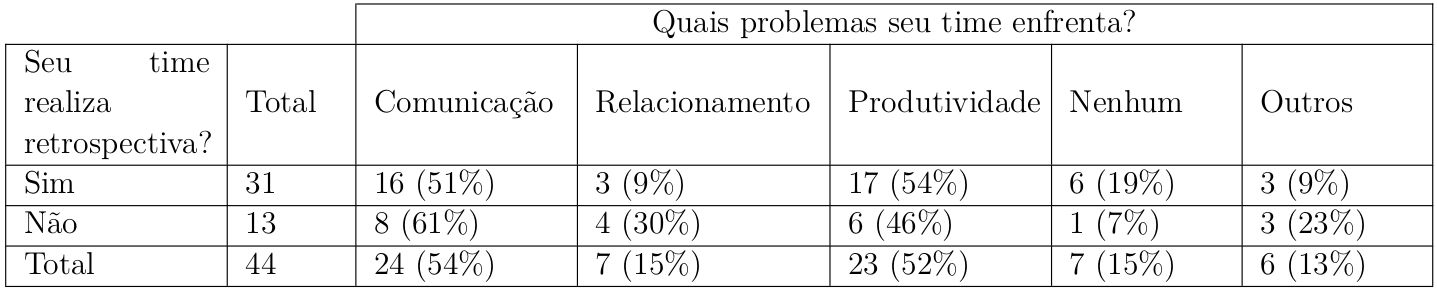 Quais problemas seu time enfrenta?
Seu time
realiza
retrospectiva?
Total
Comunicação
Relacionamento
Produtividade
Nenhum
Outros
Sim 31 16 (51%) 3 (9%) 17 (54%) 6 (19%) 3 (9%)
Não 13 8 (61%) 4 (30%) 6 (46%) 1 (7%) 3 (23%)
Total 44 24 (54%) 7 (15%) 23 (52%) 7 (15%) 6 (13%)